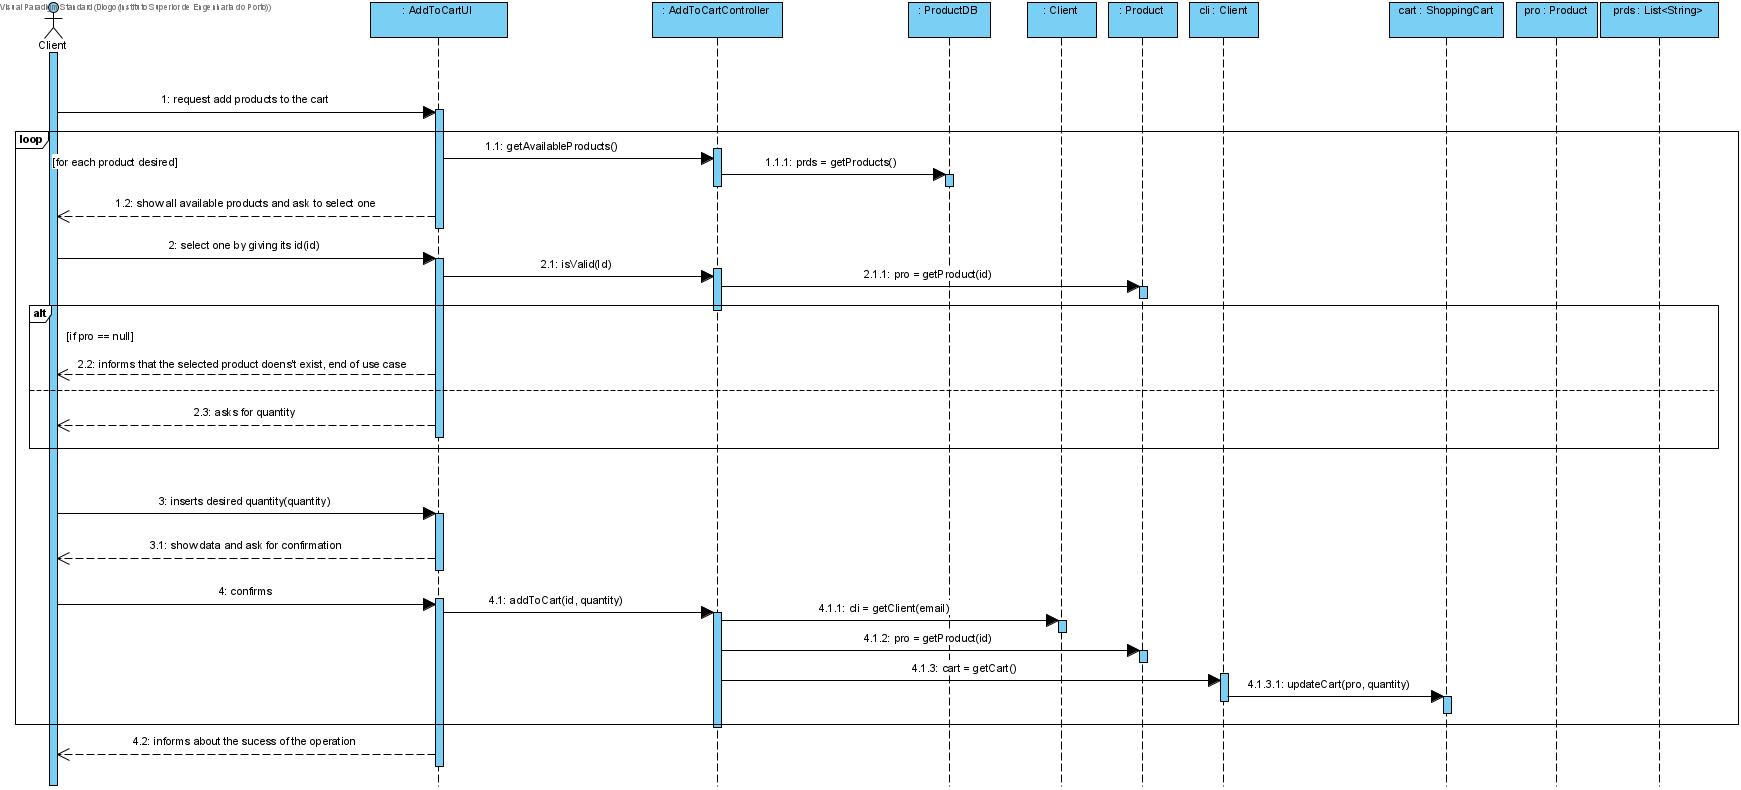 Visual Paradigm Standard (Diogo (Instituto Superior de Engenharia do Porto))
: AddToCartUI
: AddToCartController
: ProductDB
: Client
: Product
cli : Client
cart : ShoppingCart
pro : Product
prds : List<String>
Client
1: request add products to the cart
loop
[for each product desired]
1.1: getAvailableProducts()
1.1.1: prds = getProducts()
1.2: show all available products and ask to select one
2: select one by giving its id(id)
2.1: isValid(Id)
2.1.1: pro = getProduct(id)
alt
[if pro == null]
2.2: informs that the selected product doens't exist, end of use case
2.3: asks for quantity
3: inserts desired quantity(quantity)
3.1: show data and ask for confirmation
4: confirms
4.1: addToCart(id, quantity)
4.1.1: cli = getClient(email)
4.1.2: pro = getProduct(id)
4.1.3: cart = getCart()
4.1.3.1: updateCart(pro, quantity)
4.2: informs about the sucess of the operation